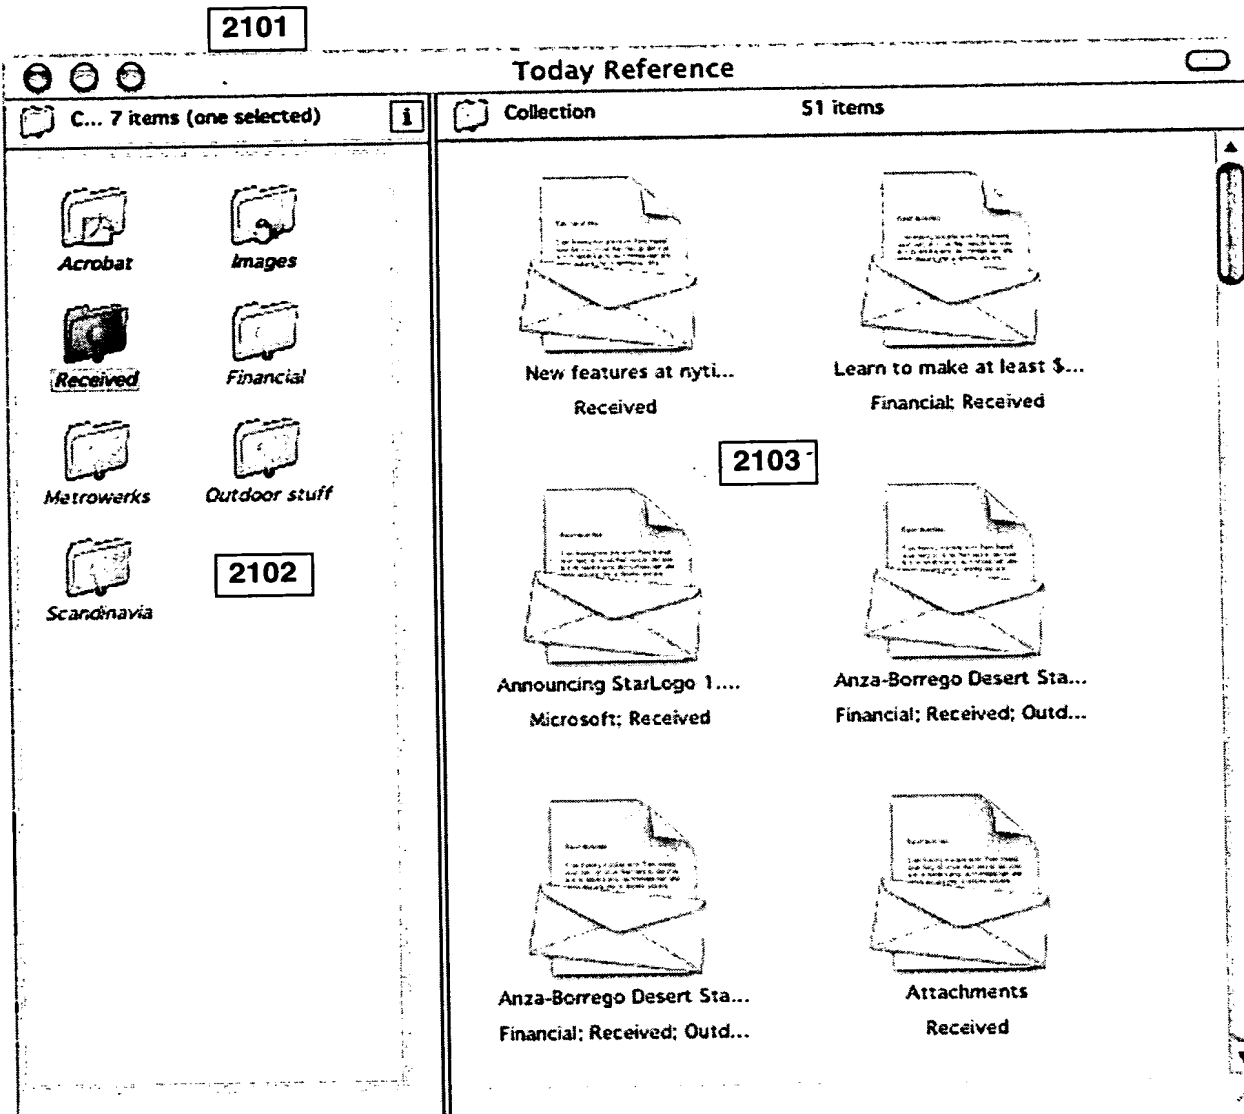 2101
Today Reference
C... 7 items (one selected)
i
Collection
51 items
Acrobat
Images
Received
Financial
Metrowerks
Outdoor stuff
Scandinavia
2102
New features at nyti...
Received
Learn to make at least $...
Financial; Received
2103
Announcing StarLogo 1....
Microsoft; Received
Anza-Borrego Desert Sta...
Financial; Received; Outd...
Anza-Borrego Desert Sta...
Financial; Received; Outd...
Attachments
Received